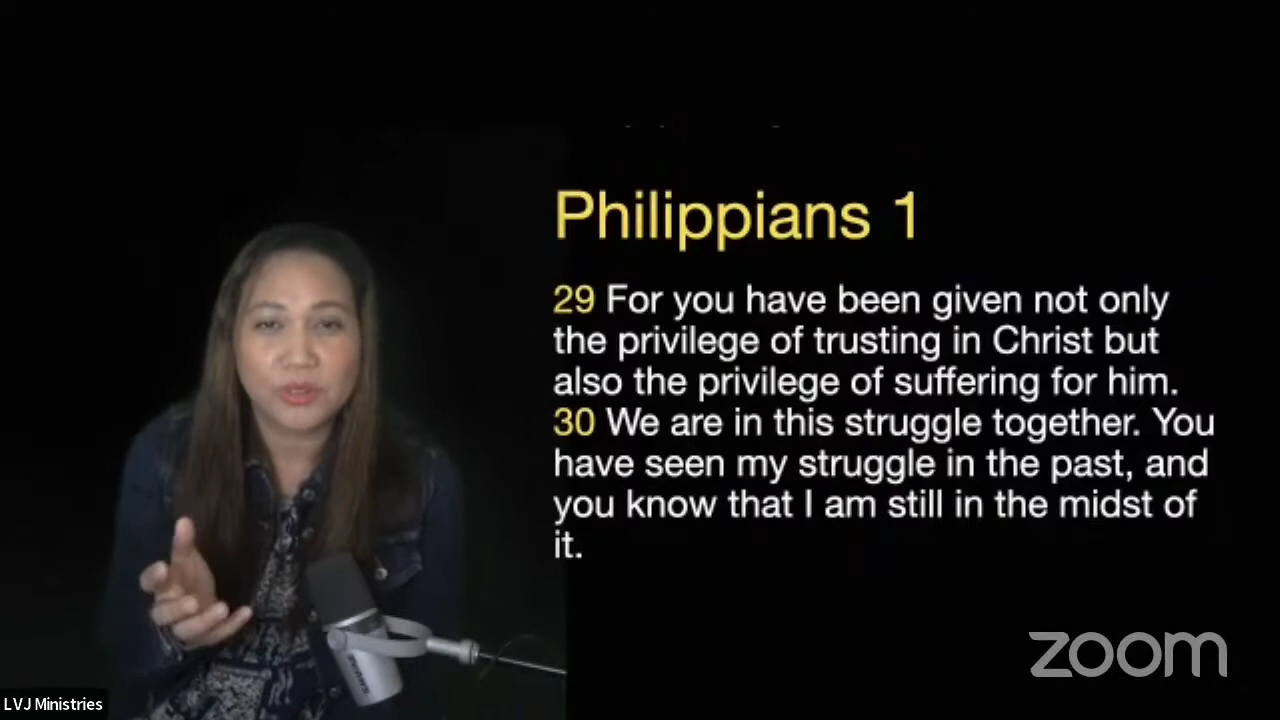 Philippians 1
29 For you have been given not only
the privilege of trusting in Christ but
also the privilege of suffering for him.
30 We are in this struggle together. You
have seen my struggle in the past, and
you know that I am still in the midst of
it.
zoom
LVJ Ministries